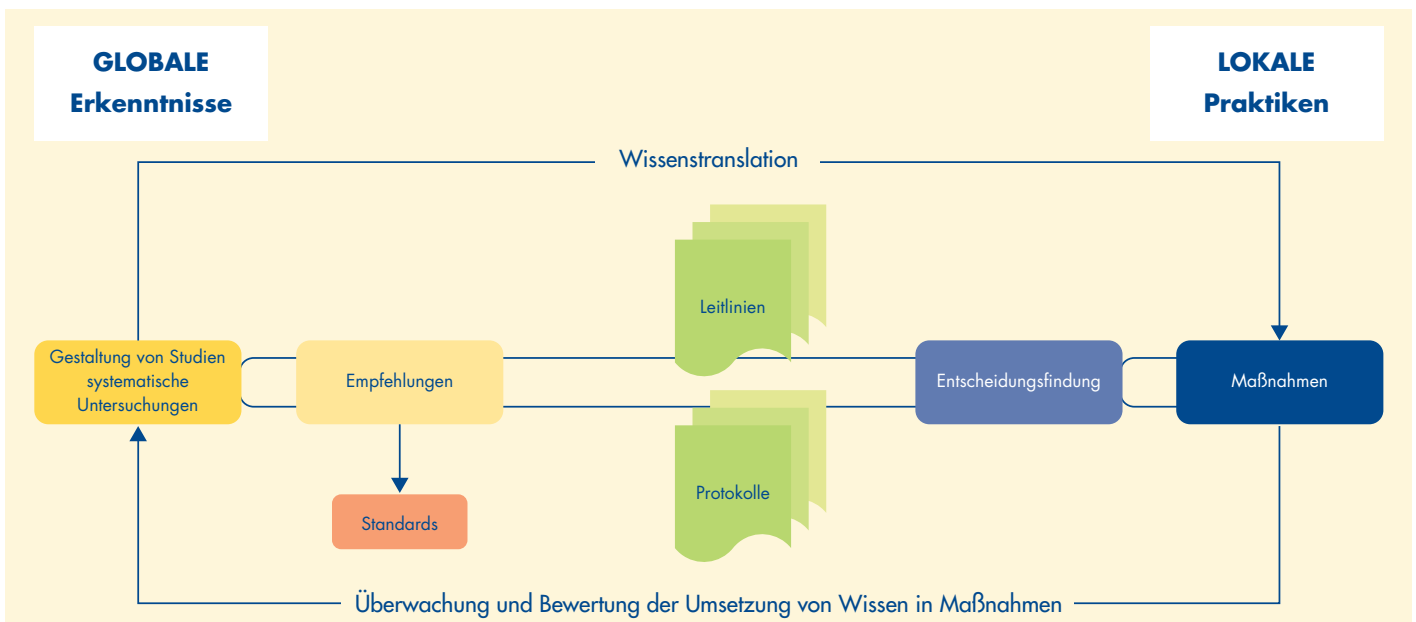 GLOBALE
Erkenntnisse
LOKALE
Praktiken
Wissenstranslation
Leitlinien
Gestaltung von Studien
systematische
Untersuchungen
Empfehlungen
Entscheidungsfindung
Maßnahmen
Protokolle
Standards
Überwachung und Bewertung der Umsetzung von Wissen in Maßnahmen